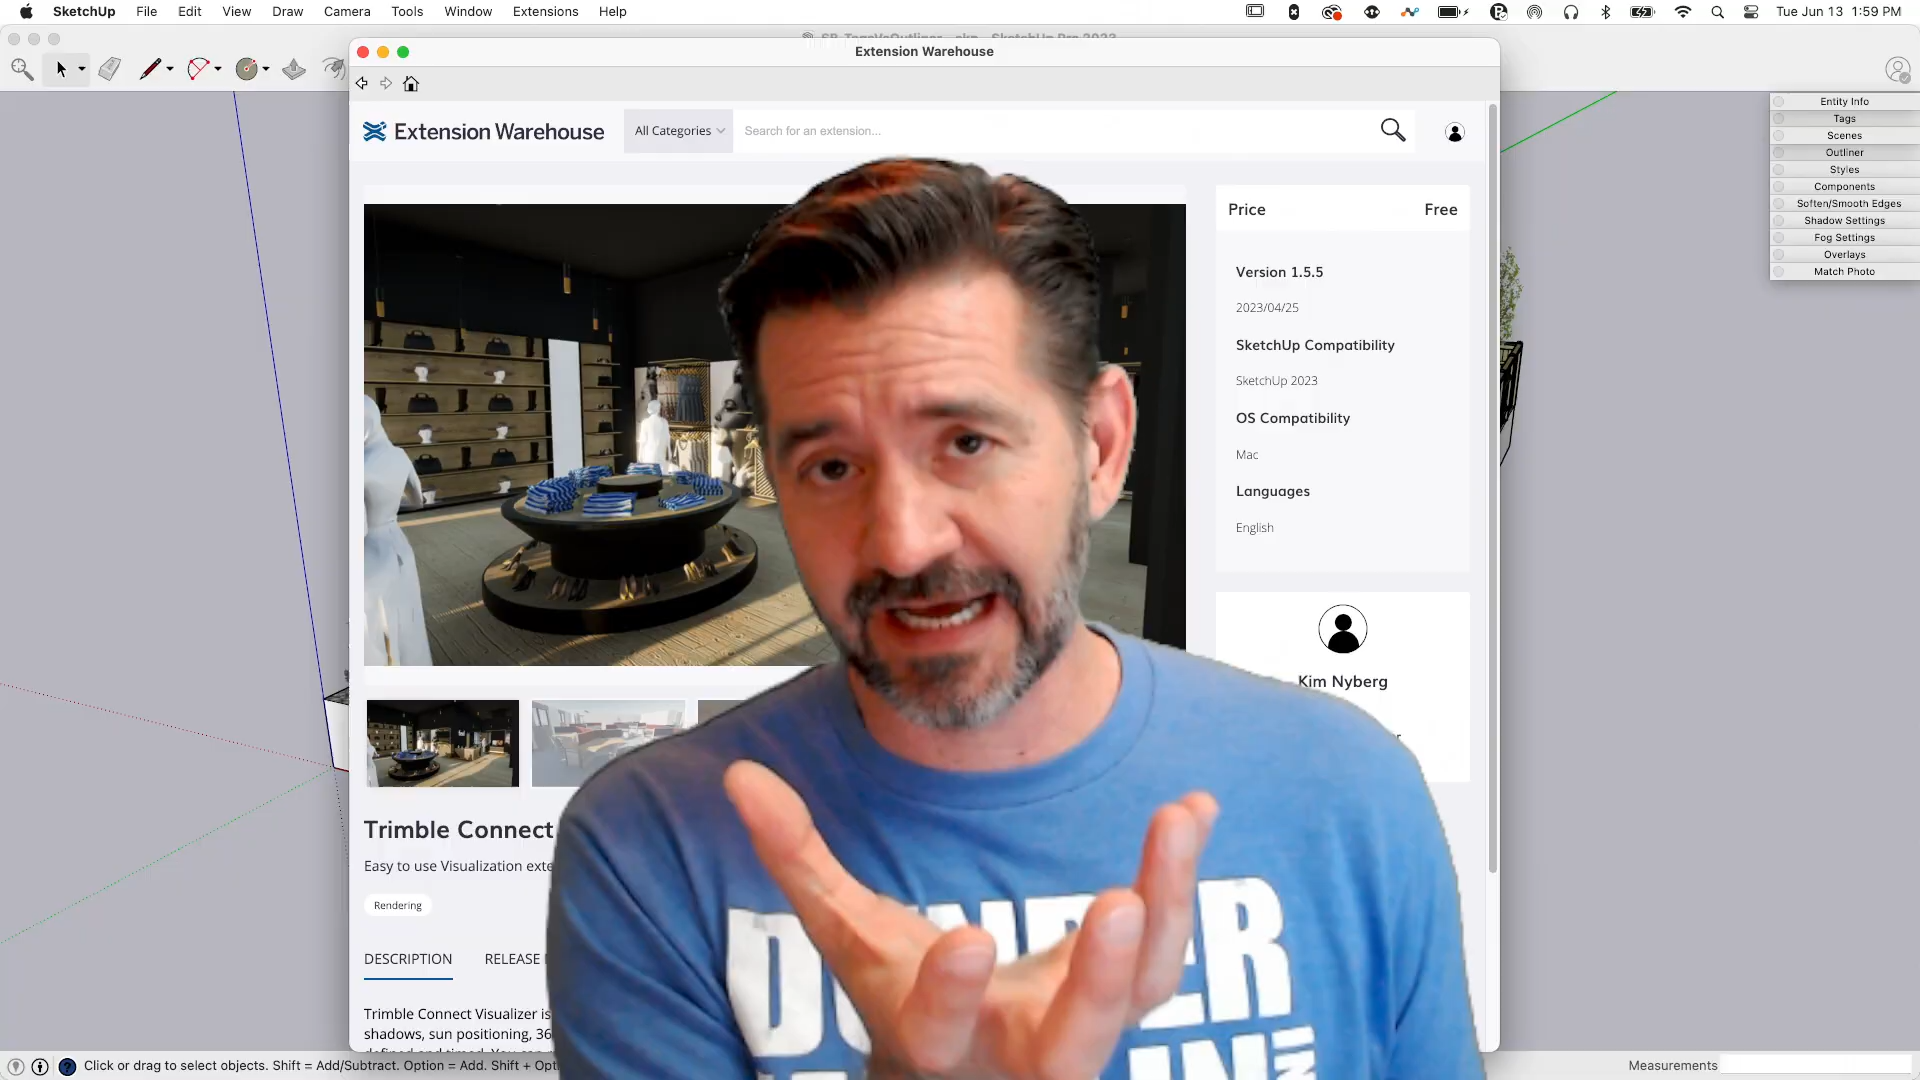 SketchUp File Edit View Draw Camera Tools Window Extensions Help
Tue Jun 13 1:59 PM
Extension Warehouse
Extension Warehouse
All Categories
Search for an extension...
Price Free
Version 1.5.5
2023/04/25
SketchUp Compatibility
SketchUp 2023
OS Compatibility
Mac
Languages
English
Kim Nyberg
Trimble Connect
Easy to use Visualization
Rendering
DESCRIPTION RELEASE
Trimble Connect Visualizer is
shadows, sun positioning,
Entity Info
Tags
Scenes
Outliner
Styles
Components
Soften/Smooth Edges
Shadow Settings
Fog Settings
Overlays
Match Photo
Click or drag to select objects. Shift = Add/Subtract. Option = Add. Shift +
Measurements